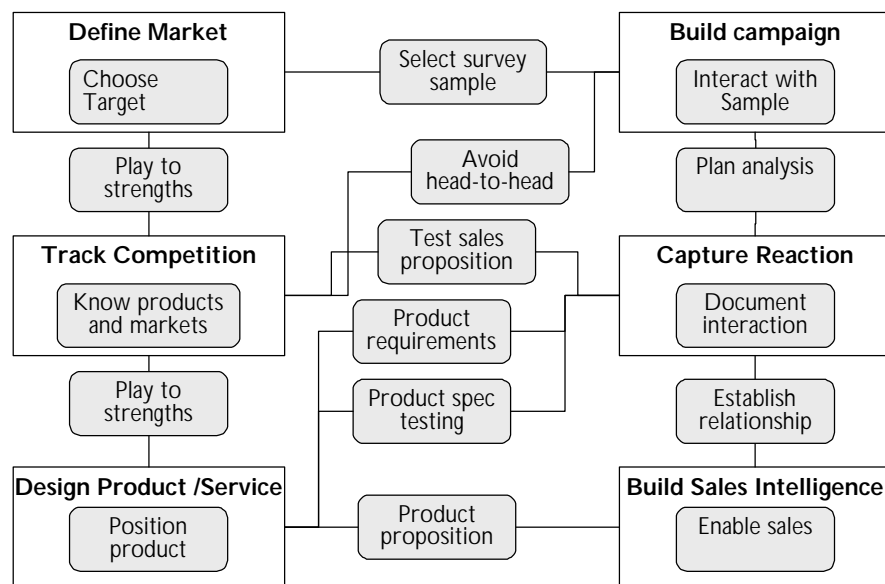 Define Market
Choose
Target
Select survey
sample
Build campaign
Interact with
Sample
Play to
strengths
Avoid
head-to-head
Plan analysis
Track Competition
Know products
and markets
Test sales
proposition
Capture Reaction
Document
interaction
Product
requirements
Play to
strengths
Product spec
testing
Establish
relationship
Design Product /Service
Position
product
Product
proposition
Build Sales Intelligence
Enable sales